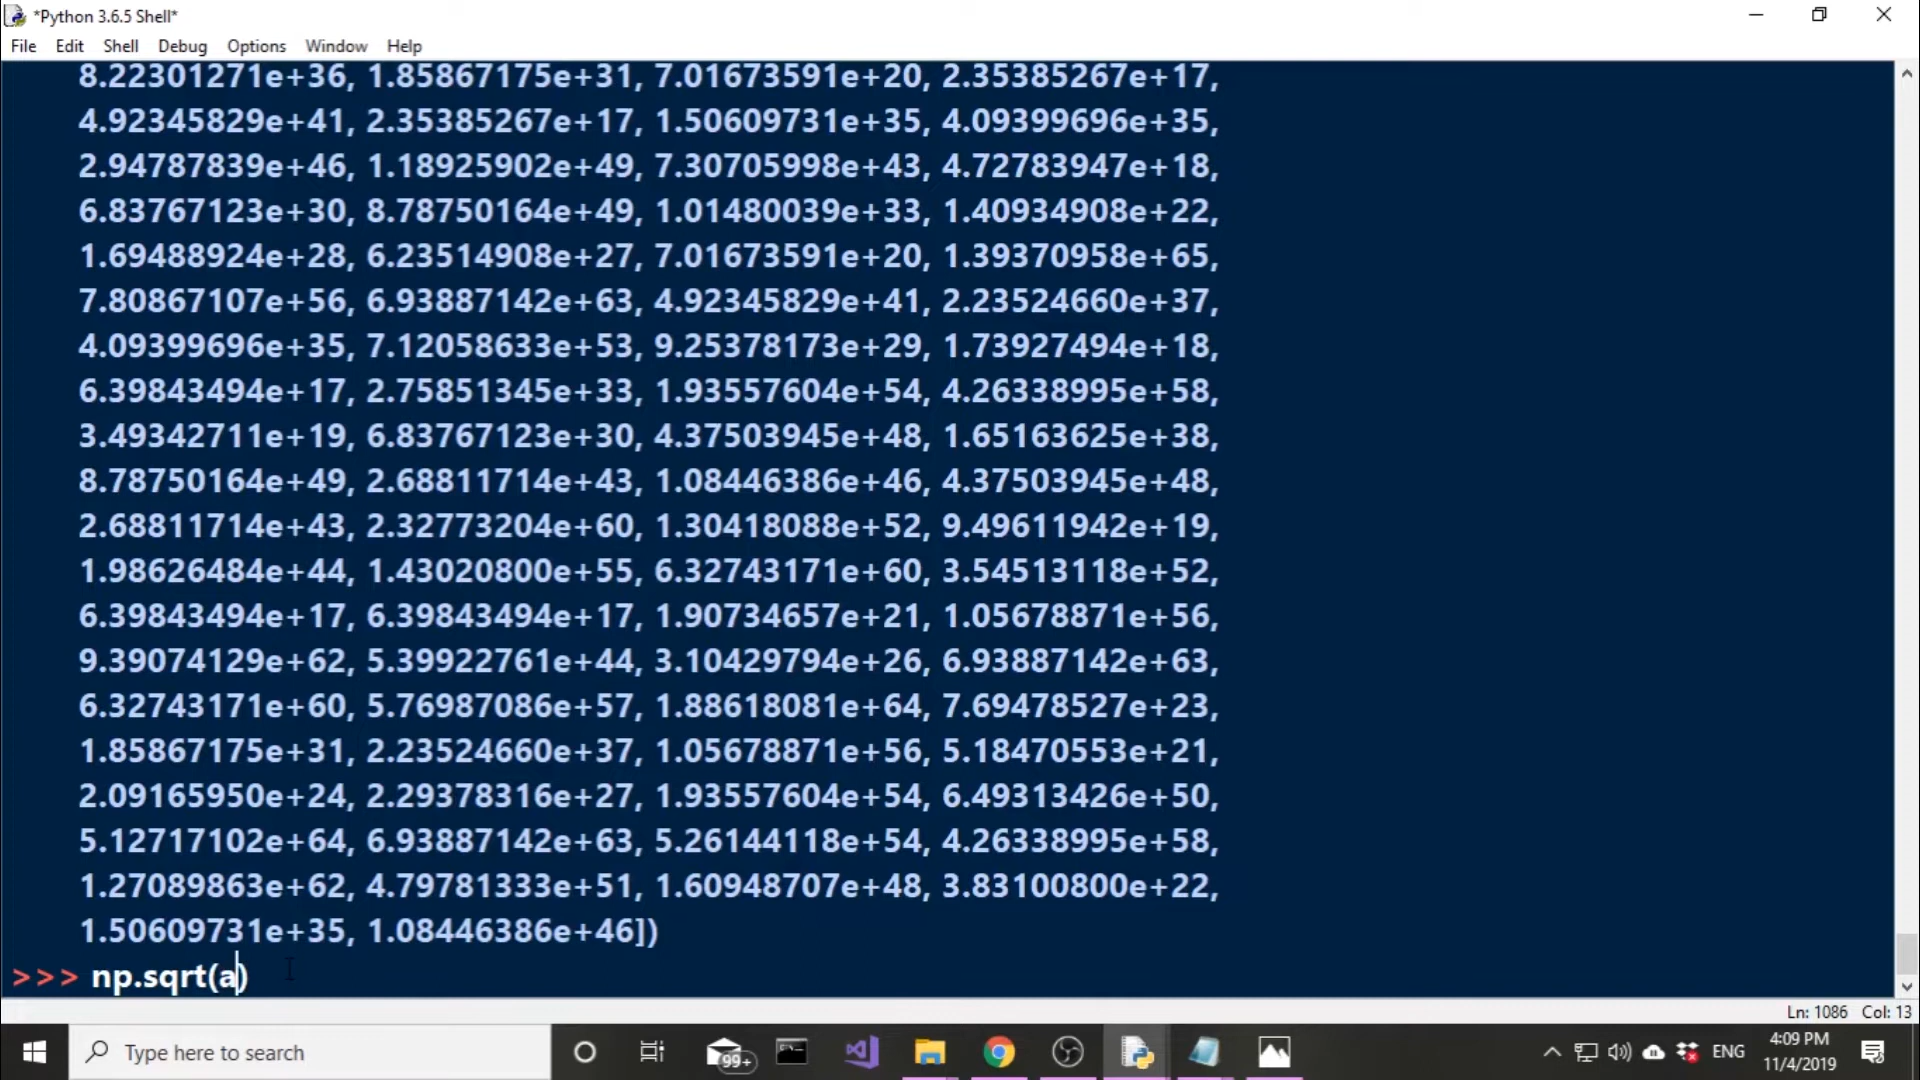 *Python 3.6.5 Shell*
File Edit Shell Debug Options Window Help
8.22301271e+36, 1.85867175e+31, 7.01673591e+20, 2.35385267e+17,
4.92345829e+41, 2.35385267e+17, 1.50609731e+35, 4.09399696e+35,
2.94787839e+46, 1.18925902e+49, 7.30705998e+43, 4.72783947e+18,
6.83767123e+30, 8.78750164e+49, 1.01480039e+33, 1.40934908e+22,
1.69488924e+28, 6.23514908e+27, 7.01673591e+20, 1.39370958e+65,
7.80867107e+56, 6.93887142e+63, 4.92345829e+41, 2.23524660e+37,
4.09399696e+35, 7.12058633e+53, 9.25378173e+29, 1.73927494e+18,
6.39843494e+17, 2.75851345e+33, 1.93557604e+54, 4.26338995e+58,
3.49342711e+19, 6.83767123e+30, 4.37503945e+48, 1.65163625e+38,
8.78750164e+49, 2.68811714e+43, 1.08446386e+46, 4.37503945e+48,
2.68811714e+43, 2.32773204e+60, 1.30418088e+52, 9.49611942e+19,
1.98626484e+44, 1.43020800e+55, 6.32743171e+60, 3.54513118e+52,
6.39843494e+17, 6.39843494e+17, 1.90734657e+21, 1.05678871e+56,
9.39074129e+62, 5.39922761e+44, 3.10429794e+26, 6.93887142e+63,
6.32743171e+60, 5.76987086e+57, 1.88618081e+64, 7.69478527e+23,
1.85867175e+31, 2.23524660e+37, 1.05678871e+56, 5.18470553e+21,
2.09165950e+24, 2.29378316e+27, 1.93557604e+54, 6.49313426e+50,
5.12717102e+64, 6.93887142e+63, 5.26144118e+54, 4.26338995e+58,
1.27089863e+62, 4.79781333e+51, 1.60948707e+48, 3.83100800e+22,
1.50609731e+35, 1.08446386e+46])
>>> np.sqrt(a)
Ln: 1086 Col: 13
Type here to search
99+
ENG
4:09 PM
11/4/2019